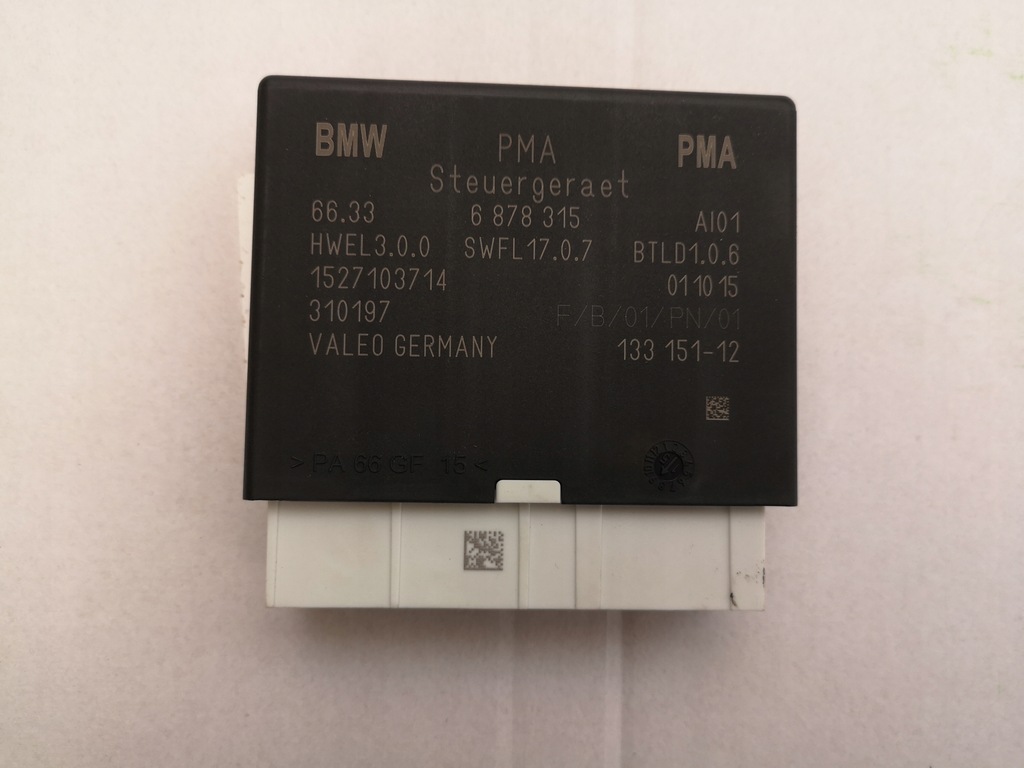 BMW PMA PMA
Steuergeraet
66.33 6 878 315 AI01
HWEL3.0.0 SWFL17.0.7 BTLD1.0.6
1527103714 011015
310197 F/B/01/PN/01
VALEO GERMANY 133 151-12
> PA 66 GF 15 <